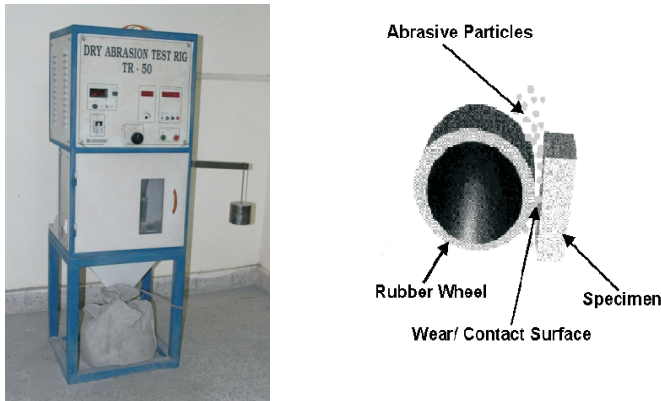 DRY ABRASION TEST RIG
TR - 50
Abrasive Particles
Rubber Wheel
Specimen
Wear/ Contact Surface